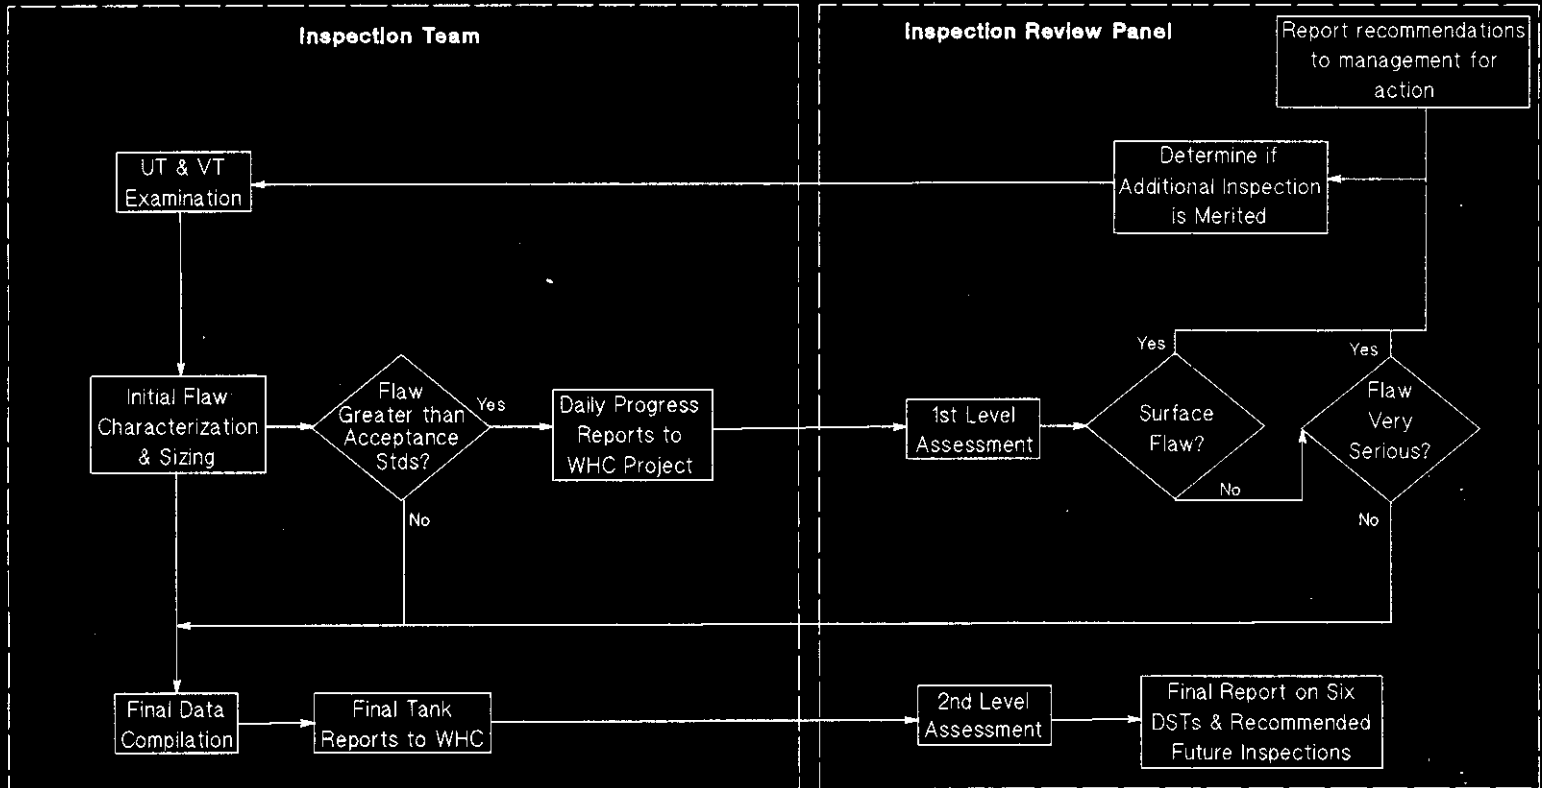 Inspection Team
UT & VT
Examination
Initial Flaw
Characterization
& Sizing
Flaw
Greater than
Acceptance
Stds?
Yes
No
Daily Progress
Reports to
WHC Project
Final Data
Compilation
Final Tank
Reports to WHC
Inspection Review Panel
Report recommendations
to management for
action
Determine if
Additional Inspection
is Merited
1st Level
Assessment
Surface
Flaw?
Yes
No
Flaw
Very
Serious?
Yes
No
2nd Level
Assessment
Final Report on Six
DSTs & Recommended
Future Inspections